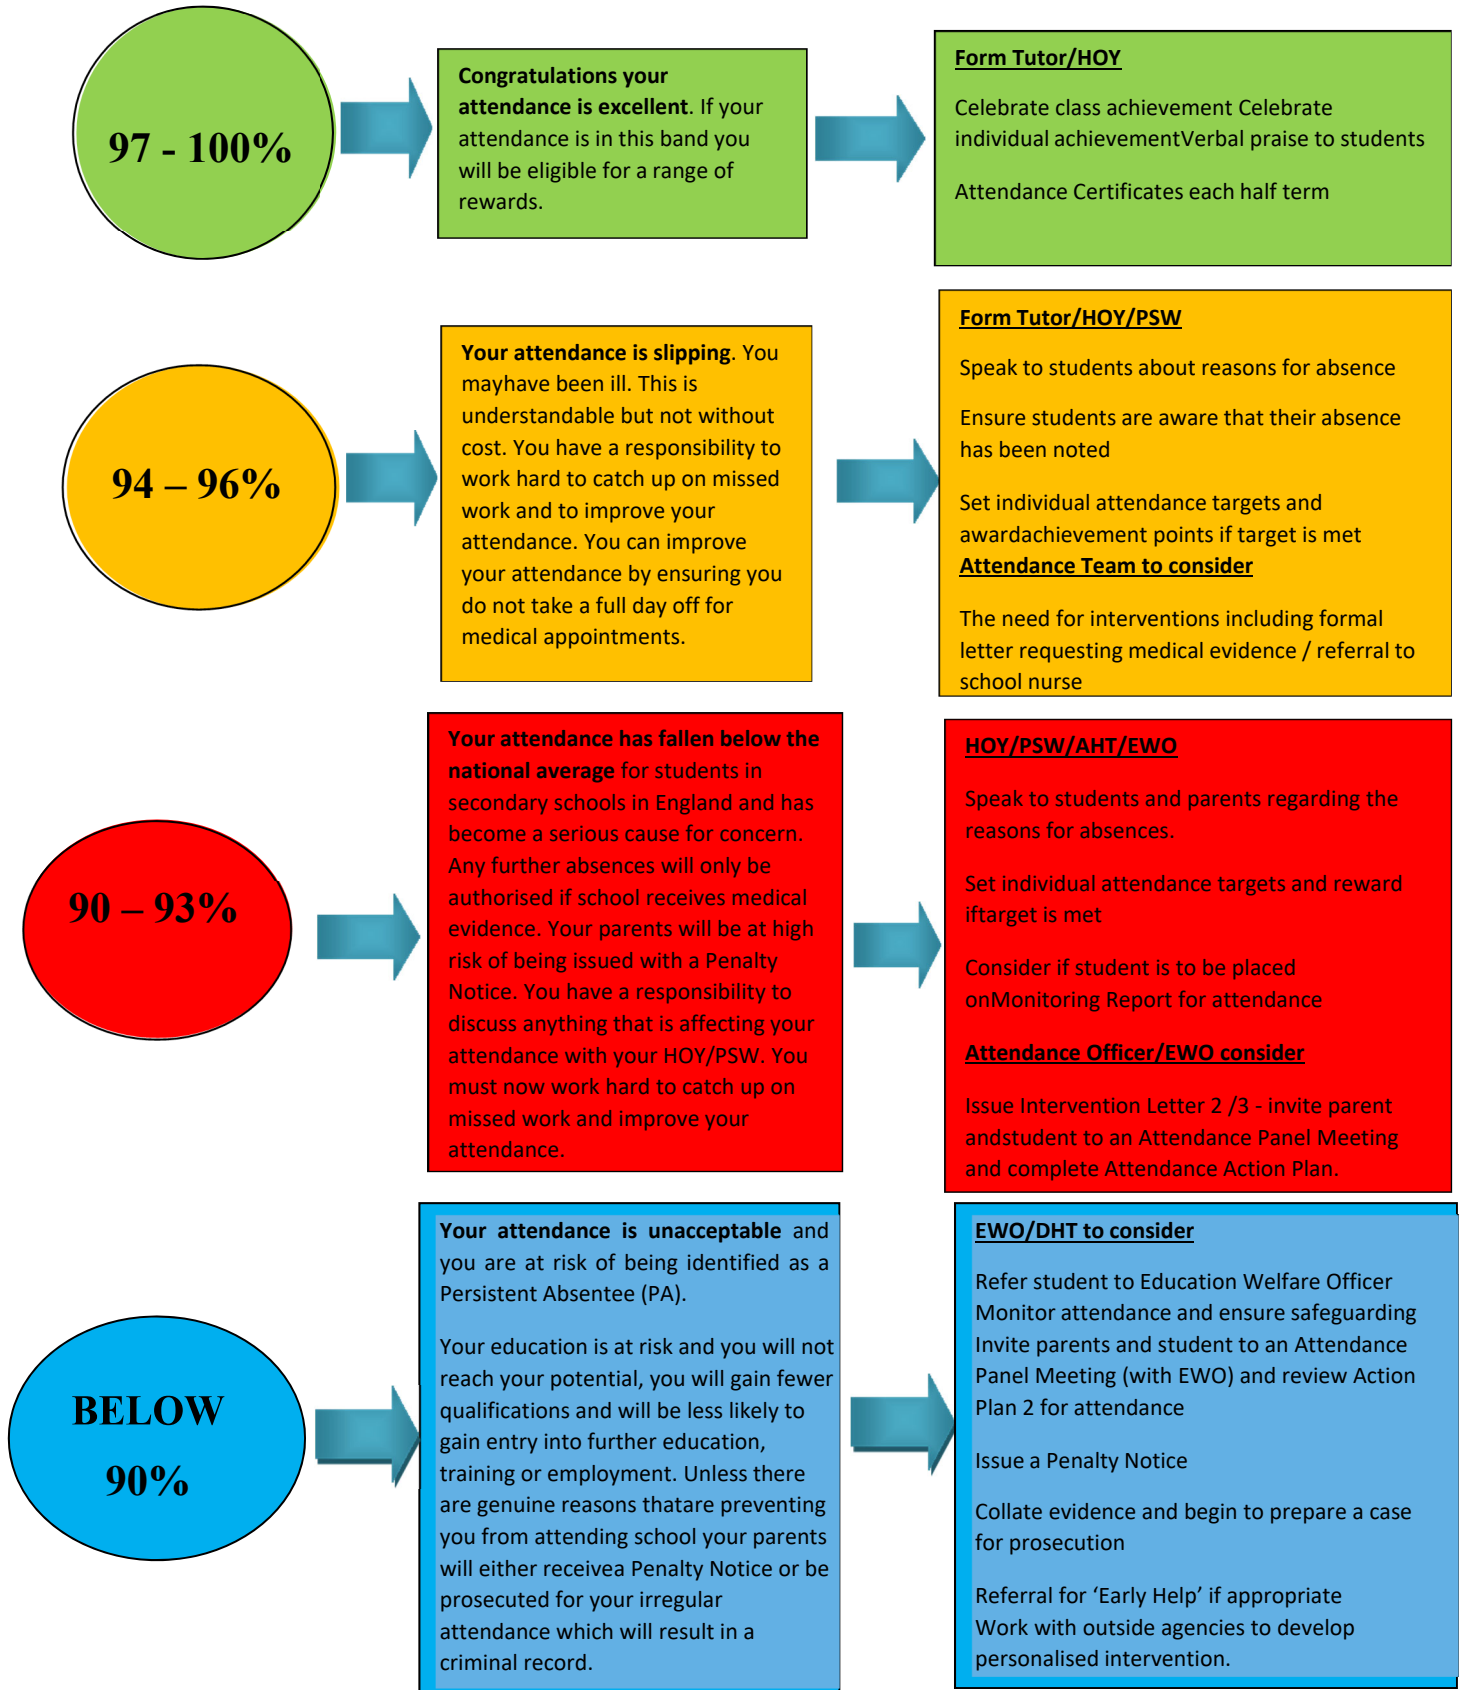 97 - 100%
Congratulations your
attendance is excellent. If your
attendance is in this band you
will be eligible for a range of
rewards.
Form Tutor/HOY
Celebrate class achievement Celebrate
individual achievementVerbal praise to students
Attendance Certificates each half term
94 – 96%
Your attendance is slipping. You
mayhave been ill. This is
understandable but not without
cost. You have a responsibility to
work hard to catch up on missed
work and to improve your
attendance. You can improve
your attendance by ensuring you
do not take a full day off for
medical appointments.
Form Tutor/HOY/PSW
Speak to students about reasons for absence
Ensure students are aware that their absence
has been noted
Set individual attendance targets and
awardachievement points if target is met
Attendance Team to consider
The need for interventions including formal
letter requesting medical evidence / referral to
school nurse
90 – 93%
Your attendance has fallen below the
national average for students in
secondary schools in England and has
become a serious cause for concern.
Any further absences will only be
authorised if school receives medical
evidence. Your parents will be at high
risk of being issued with a Penalty
Notice. You have a responsibility to
discuss anything that is affecting your
attendance with your HOY/PSW. You
must now work hard to catch up on
missed work and improve your
attendance.
HOY/PSW/AHT/EWO
Speak to students and parents regarding the
reasons for absences.
Set individual attendance targets and reward
iftarget is met
Consider if student is to be placed
onMonitoring Report for attendance
Attendance Officer/EWO consider
Issue Intervention Letter 2 /3 - invite parent
andstudent to an Attendance Panel Meeting
and complete Attendance Action Plan.
BELOW
90%
Your attendance is unacceptable and
you are at risk of being identified as a
Persistent Absentee (PA).
Your education is at risk and you will not
reach your potential, you will gain fewer
qualifications and will be less likely to
gain entry into further education,
training or employment. Unless there
are genuine reasons thatare preventing
you from attending school your parents
will either receivea Penalty Notice or be
prosecuted for your irregular
attendance which will result in a
criminal record.
EWO/DHT to consider
Refer student to Education Welfare Officer
Monitor attendance and ensure safeguarding
Invite parents and student to an Attendance
Panel Meeting (with EWO) and review Action
Plan 2 for attendance
Issue a Penalty Notice
Collate evidence and begin to prepare a case
for prosecution
Referral for ‘Early Help’ if appropriate
Work with outside agencies to develop
personalised intervention.